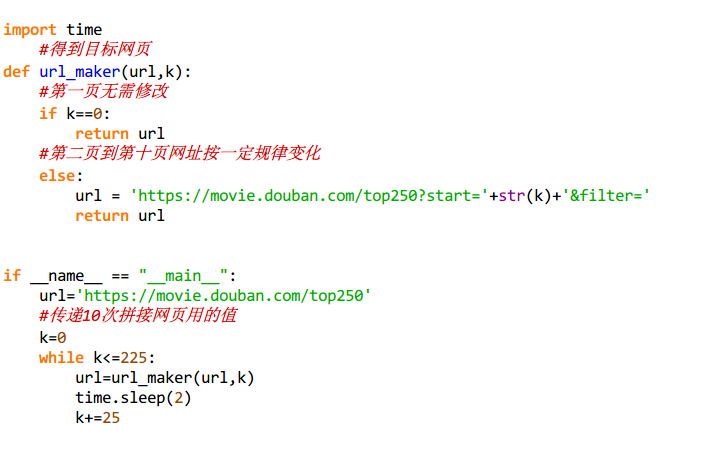 import time
    #得到目标网页
def url_maker(url,k):
    #第一页无需修改
    if k==0:
        return url
    #第二页到第十页网址按一定规律变化
    else:
        url = 'https://movie.douban.com/top250?start='+str(k)+'&filter='
        return url
if __name__ == "__main__":
    url='https://movie.douban.com/top250'
    #传递10次拼接网页用的值
    k=0
    while k<=225:
        url=url_maker(url,k)
        time.sleep(2)
        k+=25